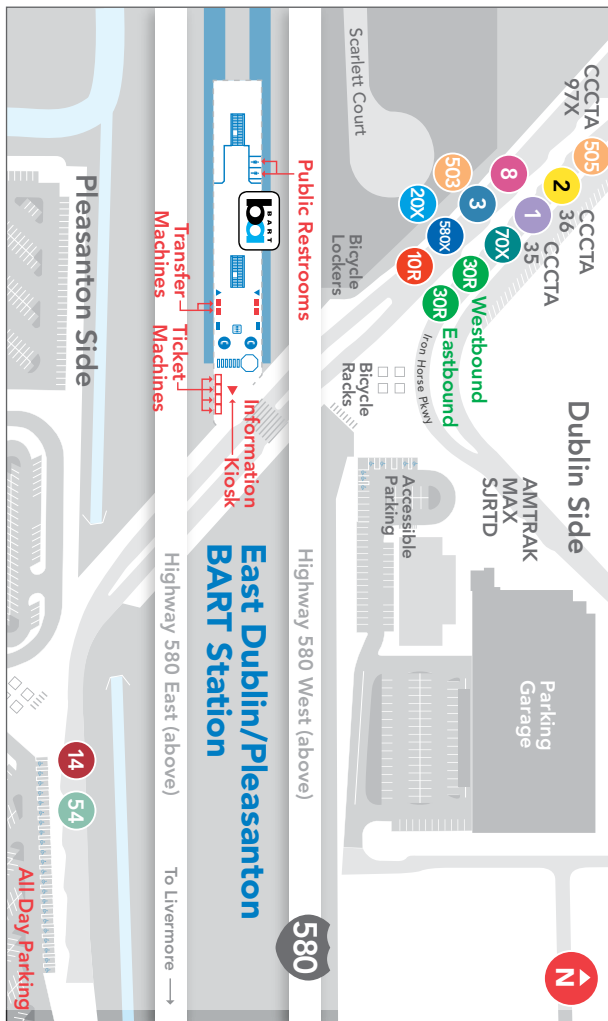 CCCTA
97X
505
CCCTA
36
2
CCCTA
35
1
8
3
503
20X
580X
70X
10R
30R
Westbound
30R
Eastbound
Iron Horse Pkwy
Dublin Side
AMTRAK
MAX
SJRTD
Scarlett Court
Bicycle
Lockers
Bicycle
Racks
Accessible
Parking
Parking
Garage
N
Highway 580 West (above)
580
Public Restrooms
BART
ba
Transfer
Machines
Ticket
Machines
Information
Kiosk
East Dublin/Pleasanton
BART Station
Highway 580 East (above)
To Livermore
Pleasanton Side
14
54
All Day Parking